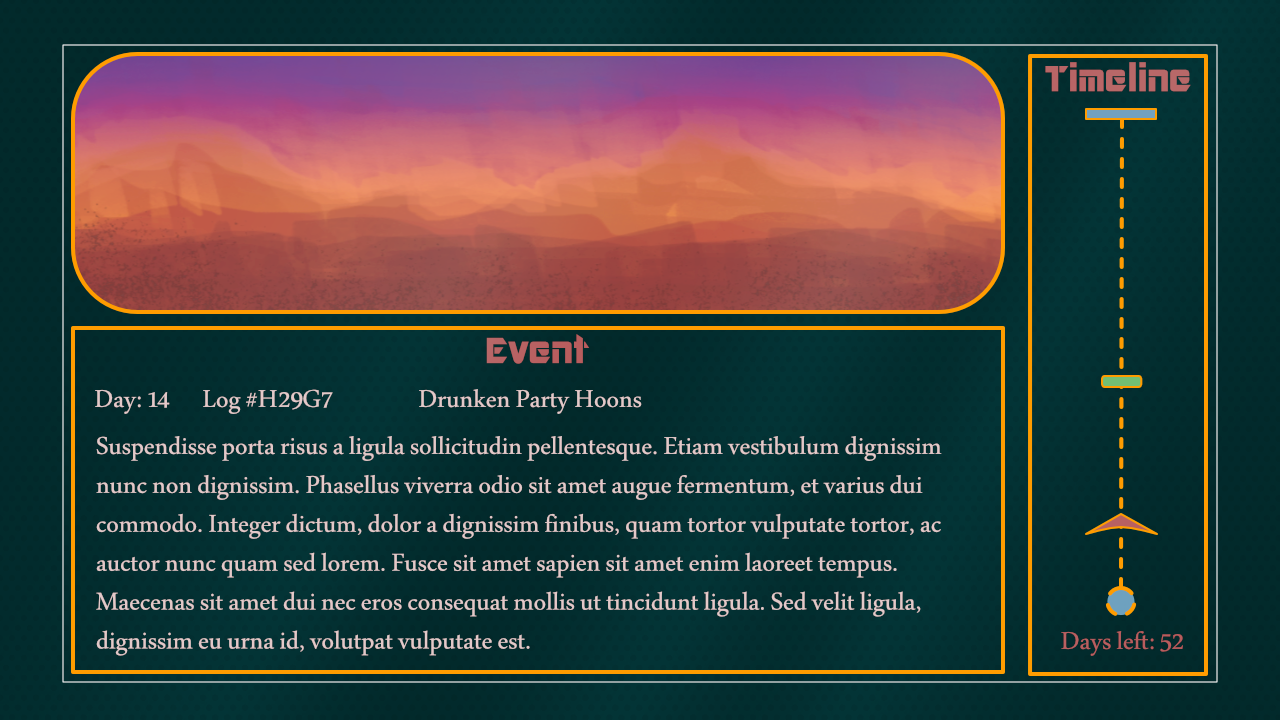 Timeline
Event
Day: 14 Log #H29G7 Drunken Party Hoons
Suspendisse porta risus a ligula sollicitudin pellentesque. Etiam vestibulum dignissim
nunc non dignissim. Phasellus viverra odio sit amet augue fermentum, et varius dui
commodo. Integer dictum, dolor a dignissim finibus, quam tortor vulputate tortor, ac
auctor nunc quam sed lorem. Fusce sit amet sapien sit amet enim laoreet tempus.
Maecenas sit amet dui nec eros consequat mollis ut tincidunt ligula. Sed velit ligula,
dignissim eu urna id, volutpat vulputate est.
Days left: 52